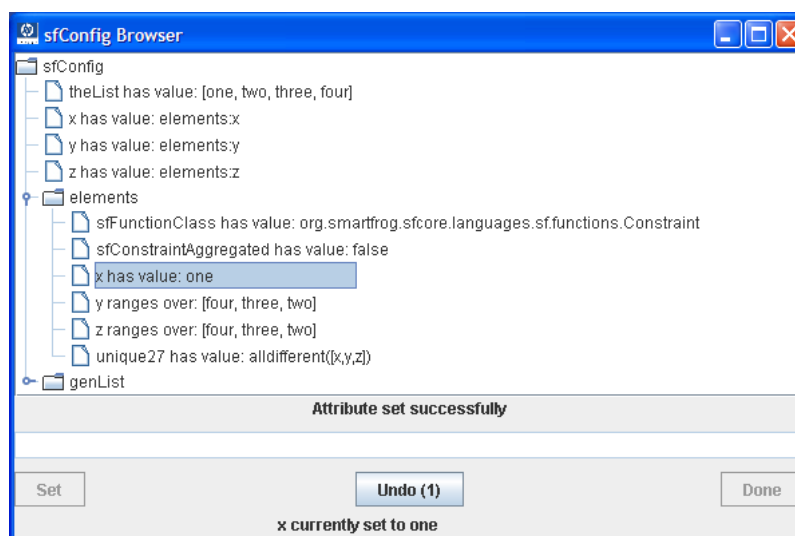 sfConfig Browser
sfConfig
theList has value: [one, two, three, four]
x has value: elements:x
y has value: elements:y
z has value: elements:z
elements
sfFunctionClass has value: org.smartfrog.sfcore.languages.sf.functions.Constraint
sfConstraintAggregated has value: false
x has value: one
y ranges over: [four, three, two]
z ranges over: [four, three, two]
unique27 has value: alldifferent([x,y,z])
genList
Attribute set successfully
Set Undo (1) Done
x currently set to one